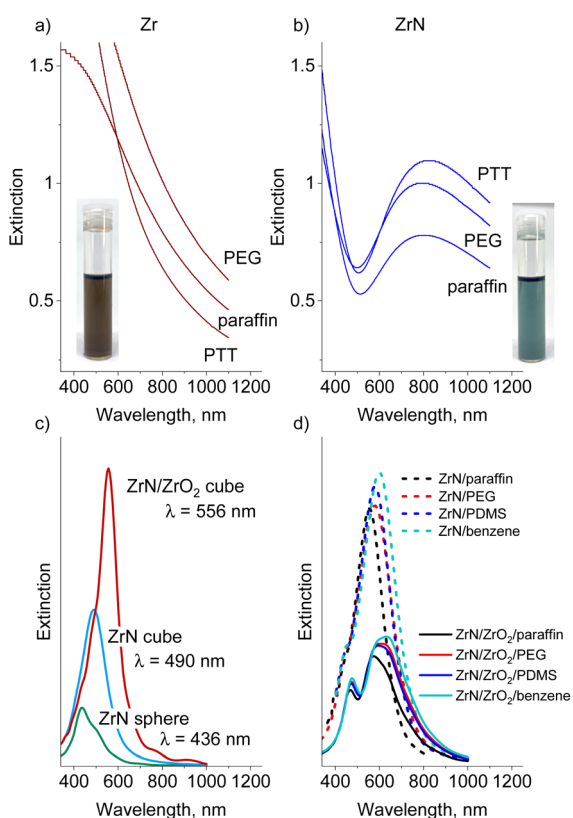 a) Zr
b) ZrN
1.5
1
0.5
Extinction
PEG
paraffin
PTT
400 600 800 1000 1200
Wavelength, nm
1.5
1
0.5
Extinction
PTT
PEG
paraffin
400 600 800 1000 1200
Wavelength, nm
c)
Extinction
ZrN/ZrO₂ cube
λ = 556 nm
ZrN cube
λ = 490 nm
ZrN sphere
λ = 436 nm
400 600 800 1000 1200
Wavelength, nm
d)
Extinction
ZrN/paraffin
ZrN/PEG
ZrN/PDMS
ZrN/benzene
ZrN/ZrO₂/paraffin
ZrN/ZrO₂/PEG
ZrN/ZrO₂/PDMS
ZrN/ZrO₂/benzene
400 600 800 1000 1200
Wavelength, nm